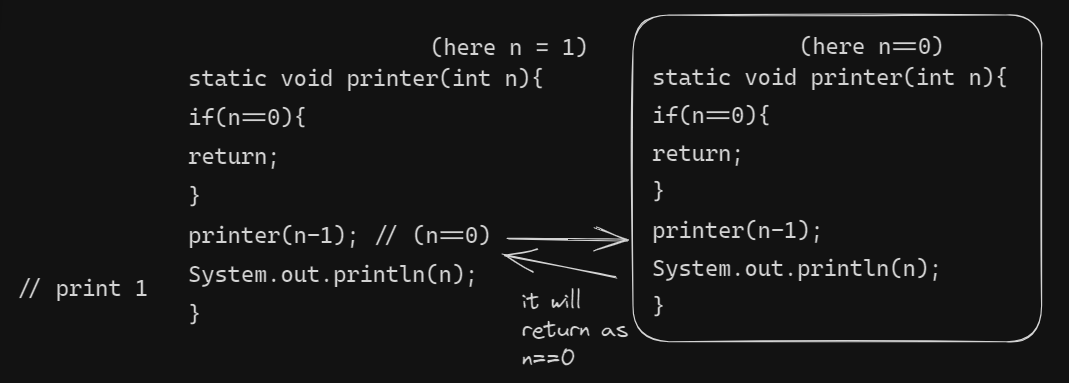 (here n = 1)
static void printer(int n){
if(n==0){
return;
}
printer(n-1); // (n==0)
System.out.println(n);
}
// print 1
it will
return as
n==0
(here n==0)
static void printer(int n){
if(n==0){
return;
}
printer(n-1);
System.out.println(n);
}